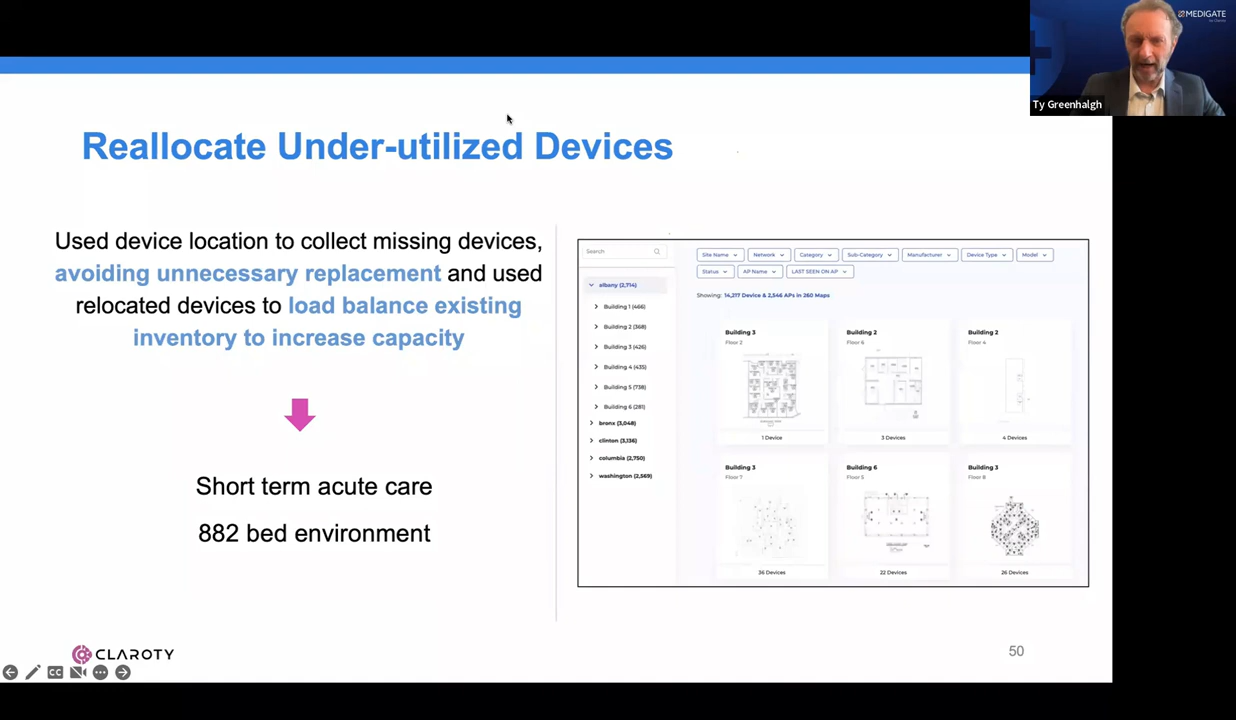 MEDIGATE
Ty Greenhalgh
Reallocate Under-utilized Devices
Used device location to collect missing devices,
avoiding unnecessary replacement and used
relocated devices to load balance existing
inventory to increase capacity
Short term acute care
882 bed environment
Search
albany (2,714)
Building 1 (466)
Building 2 (368)
Building 3 (426)
Building 4 (435)
Building 5 (738)
Building 6 (281)
bronx (3,048)
clinton (3,136)
columbia (2,750)
washington (2,569)
Site Name Network Category Sub-Category Manufacturer Device Type Model
Status AP Name LAST SEEN ON AP
Showing: 14,217 Device & 2,546 APs in 260 Maps
Building 3
Floor 2
1 Device
Building 2
Floor 6
3 Devices
Building 2
Floor 4
4 Devices
Building 3
Floor 7
36 Devices
Building 6
Floor 5
22 Devices
Building 3
Floor 8
26 Devices
CLAROTY
CC
50